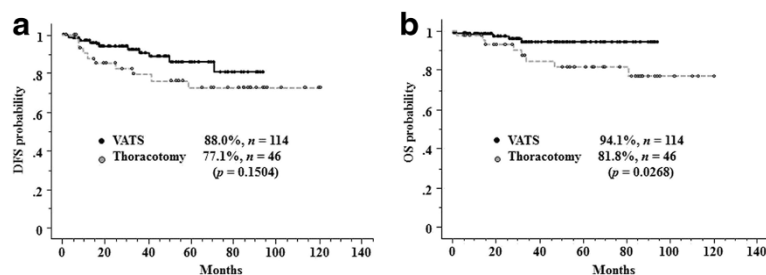 a
1
.8
.6
.4
.2
0
DFS probability
VATS 88.0%, n = 114
Thoracotomy 77.1%, n = 46
(p = 0.1504)
0 20 40 60 80 100 120 140
Months
b
1
.8
.6
.4
.2
0
OS probability
VATS 94.1%, n = 114
Thoracotomy 81.8%, n = 46
(p = 0.0268)
0 20 40 60 80 100 120 140
Months